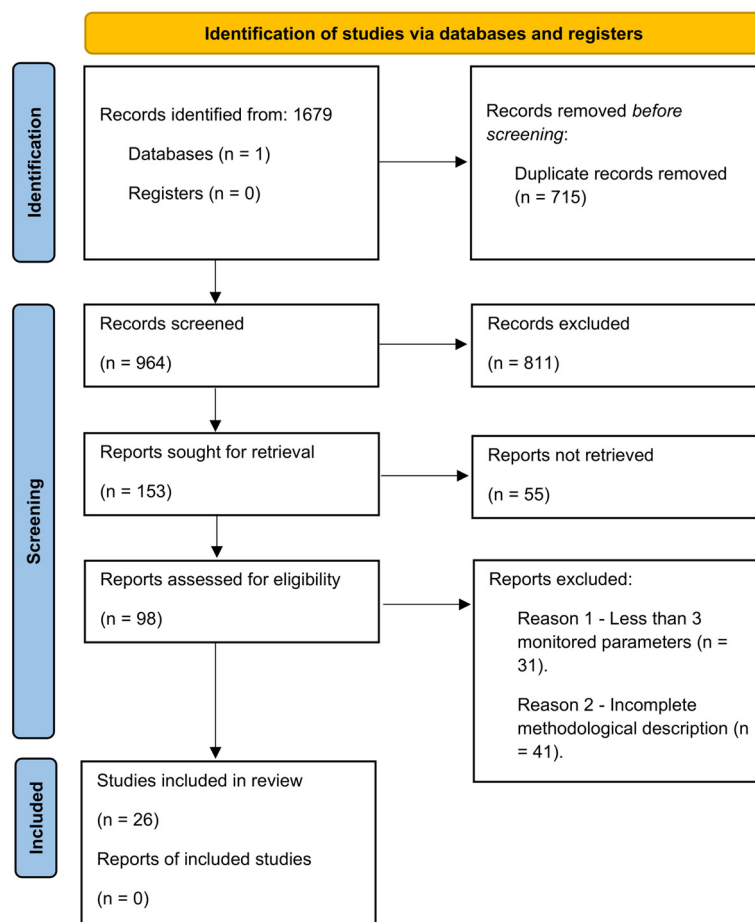 Identification of studies via databases and registers
Identification
Records identified from: 1679
Databases (n = 1)
Registers (n = 0)
Records removed before
screening:
Duplicate records removed
(n = 715)
Screening
Records screened
(n = 964)
Records excluded
(n = 811)
Reports sought for retrieval
(n = 153)
Reports not retrieved
(n = 55)
Reports assessed for eligibility
(n = 98)
Reports excluded:
Reason 1 - Less than 3
monitored parameters (n =
31).
Reason 2 - Incomplete
methodological description (n
= 41).
Included
Studies included in review
(n = 26)
Reports of included studies
(n = 0)